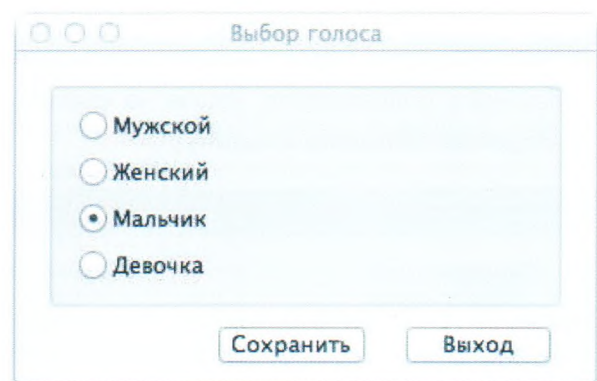 Выбор голоса
Мужской
Женский
Мальчик
Девочка
Сохранить Выход